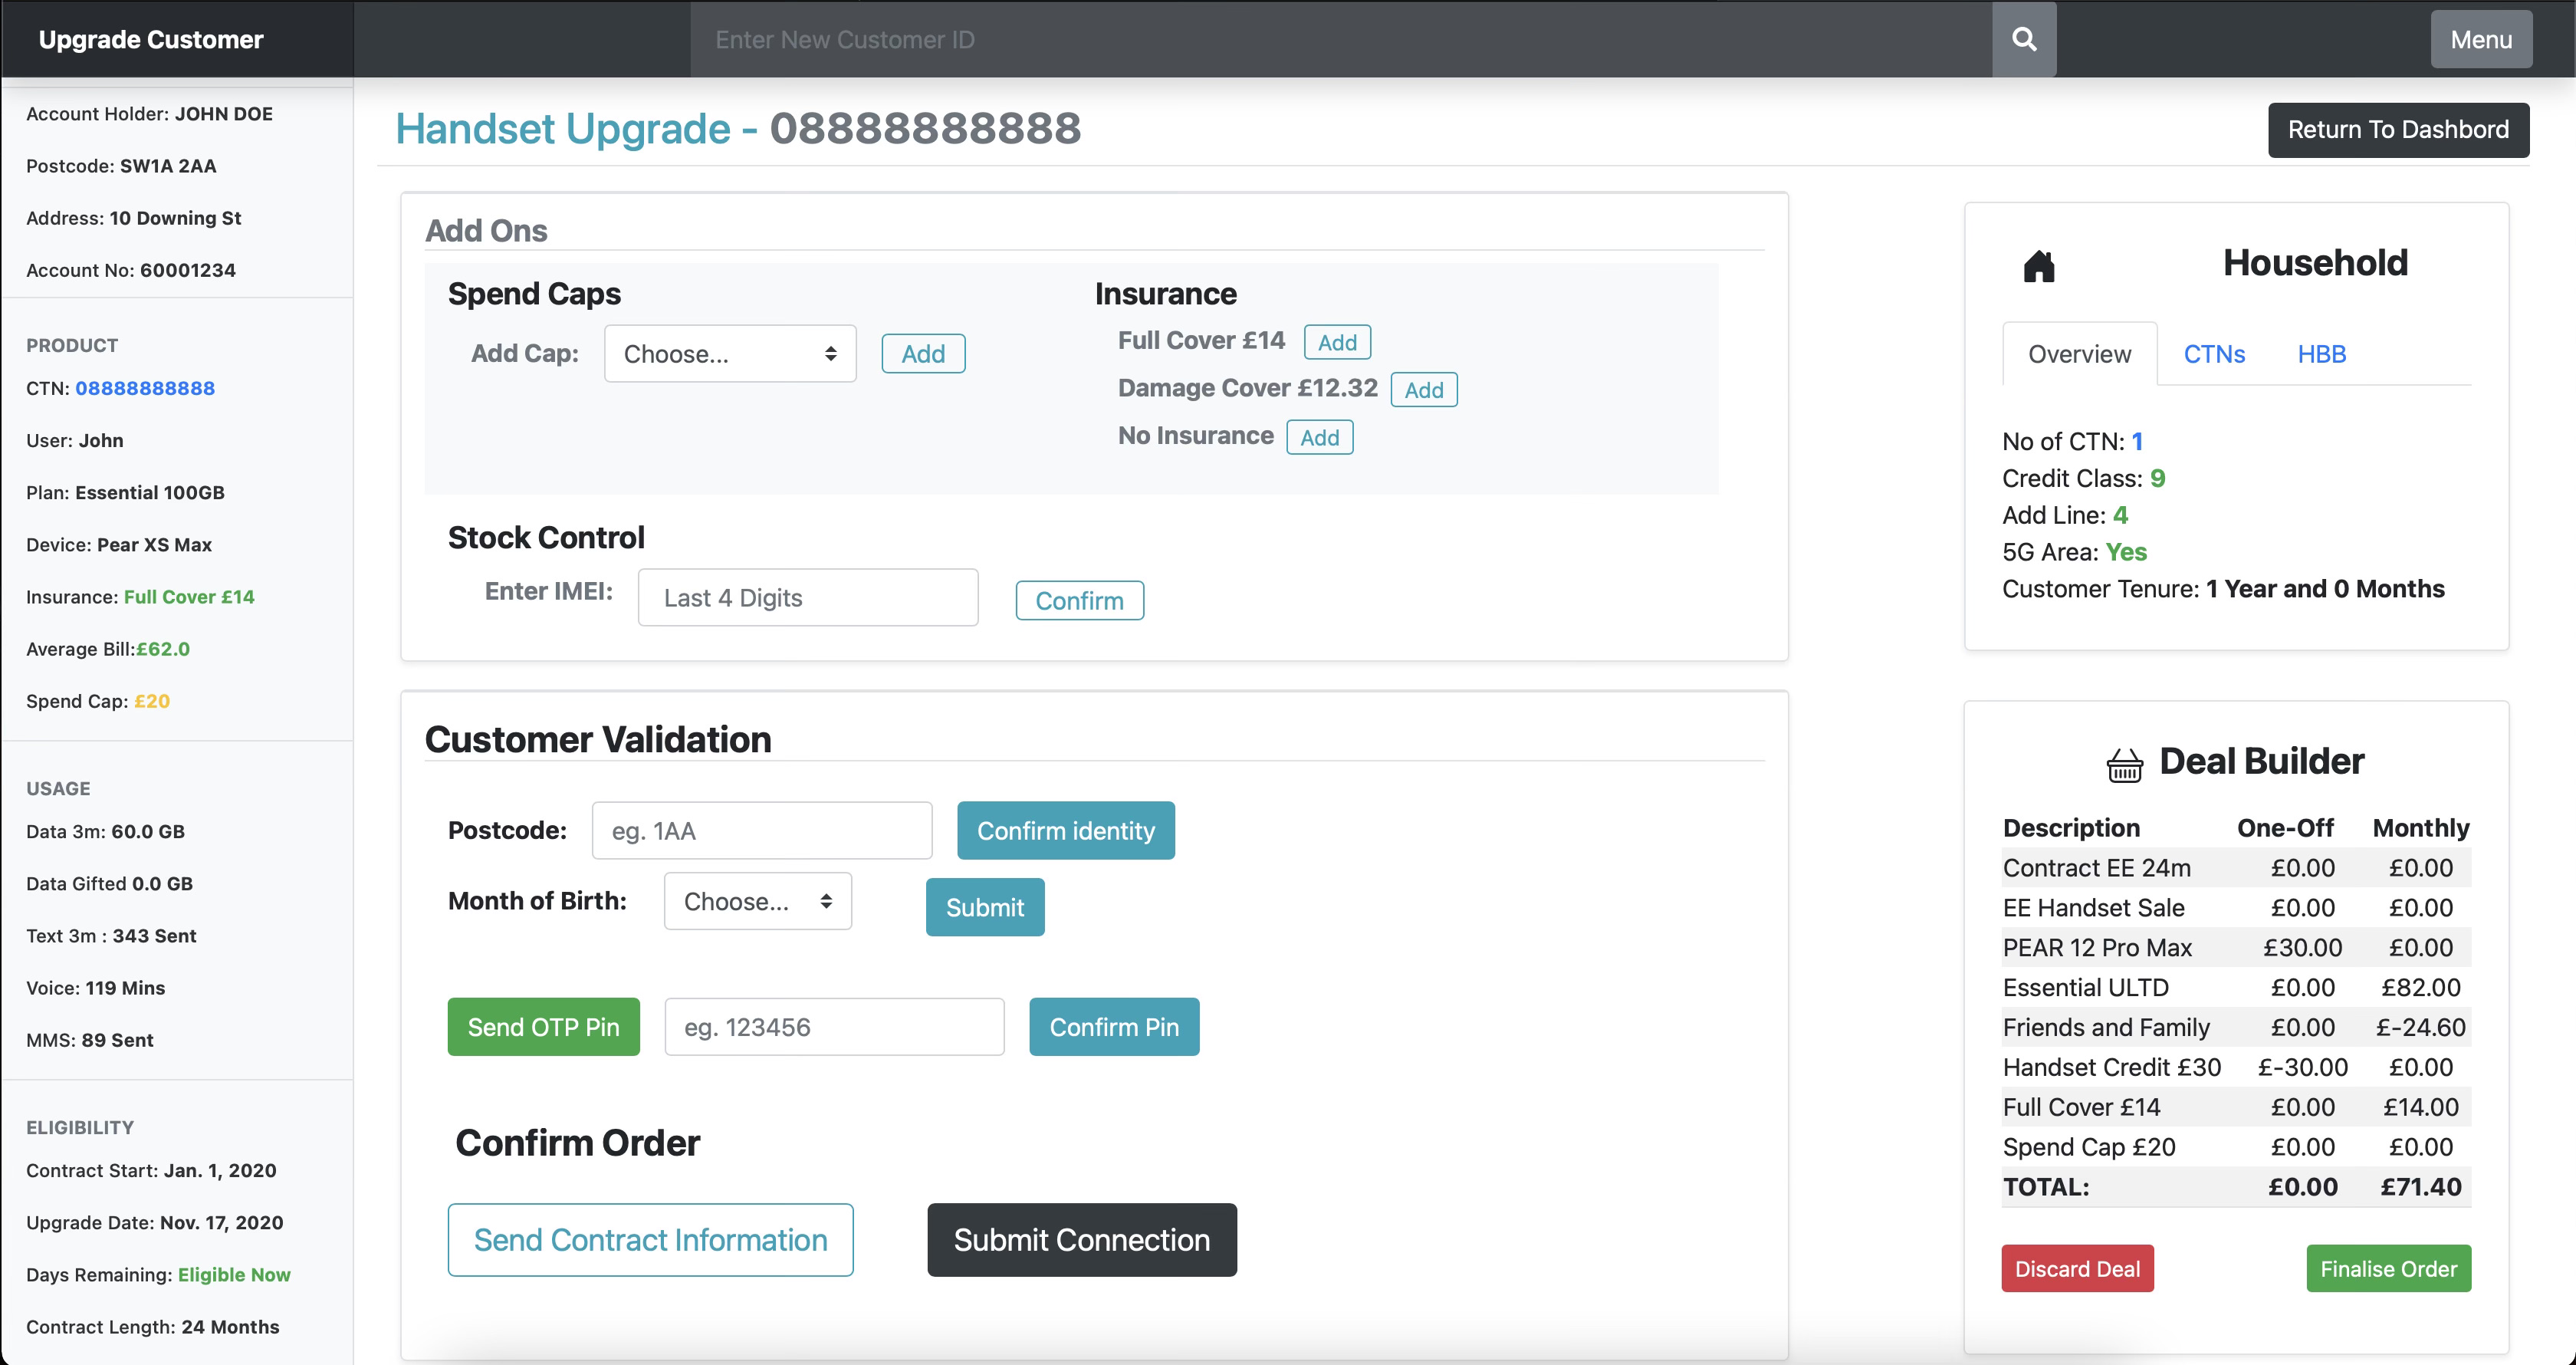 Upgrade Customer
Enter New Customer ID
Menu
Account Holder: JOHN DOE
Postcode: SW1A 2AA
Address: 10 Downing St
Account No: 60001234
PRODUCT
CTN: 08888888888
User: John
Plan: Essential 100GB
Device: Pear XS Max
Insurance: Full Cover £14
Average Bill:£62.0
Spend Cap: £20
USAGE
Data 3m: 60.0 GB
Data Gifted 0.0 GB
Text 3m : 343 Sent
Voice: 119 Mins
MMS: 89 Sent
ELIGIBILITY
Contract Start: Jan. 1, 2020
Upgrade Date: Nov. 17, 2020
Days Remaining: Eligible Now
Contract Length: 24 Months
Handset Upgrade - 08888888888
Return To Dashbord
Add Ons
Spend Caps
Add Cap: Choose... Add
Insurance
Full Cover £14 Add
Damage Cover £12.32 Add
No Insurance Add
Stock Control
Enter IMEI: Last 4 Digits Confirm
Customer Validation
Postcode: eg. 1AA Confirm identity
Month of Birth: Choose... Submit
Send OTP Pin eg. 123456 Confirm Pin
Confirm Order
Send Contract Information Submit Connection
Household
Overview CTNs HBB
No of CTN: 1
Credit Class: 9
Add Line: 4
5G Area: Yes
Customer Tenure: 1 Year and 0 Months
Deal Builder
Description One-Off Monthly
Contract EE 24m £0.00 £0.00
EE Handset Sale £0.00 £0.00
PEAR 12 Pro Max £30.00 £0.00
Essential ULTD £0.00 £82.00
Friends and Family £0.00 £-24.60
Handset Credit £30 £-30.00 £0.00
Full Cover £14 £0.00 £14.00
Spend Cap £20 £0.00 £0.00
TOTAL: £0.00 £71.40
Discard Deal Finalise Order